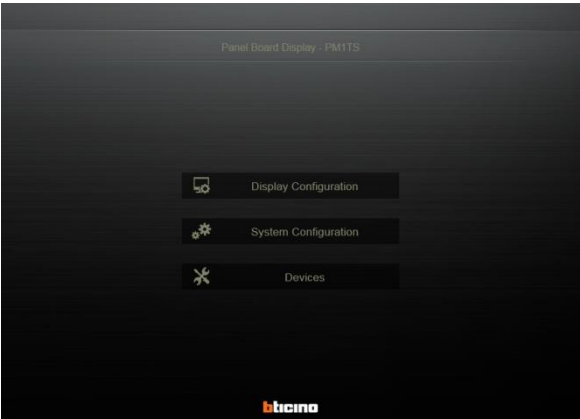 Panel Board Display - PM1TS
Display Configuration
System Configuration
Devices
bticino